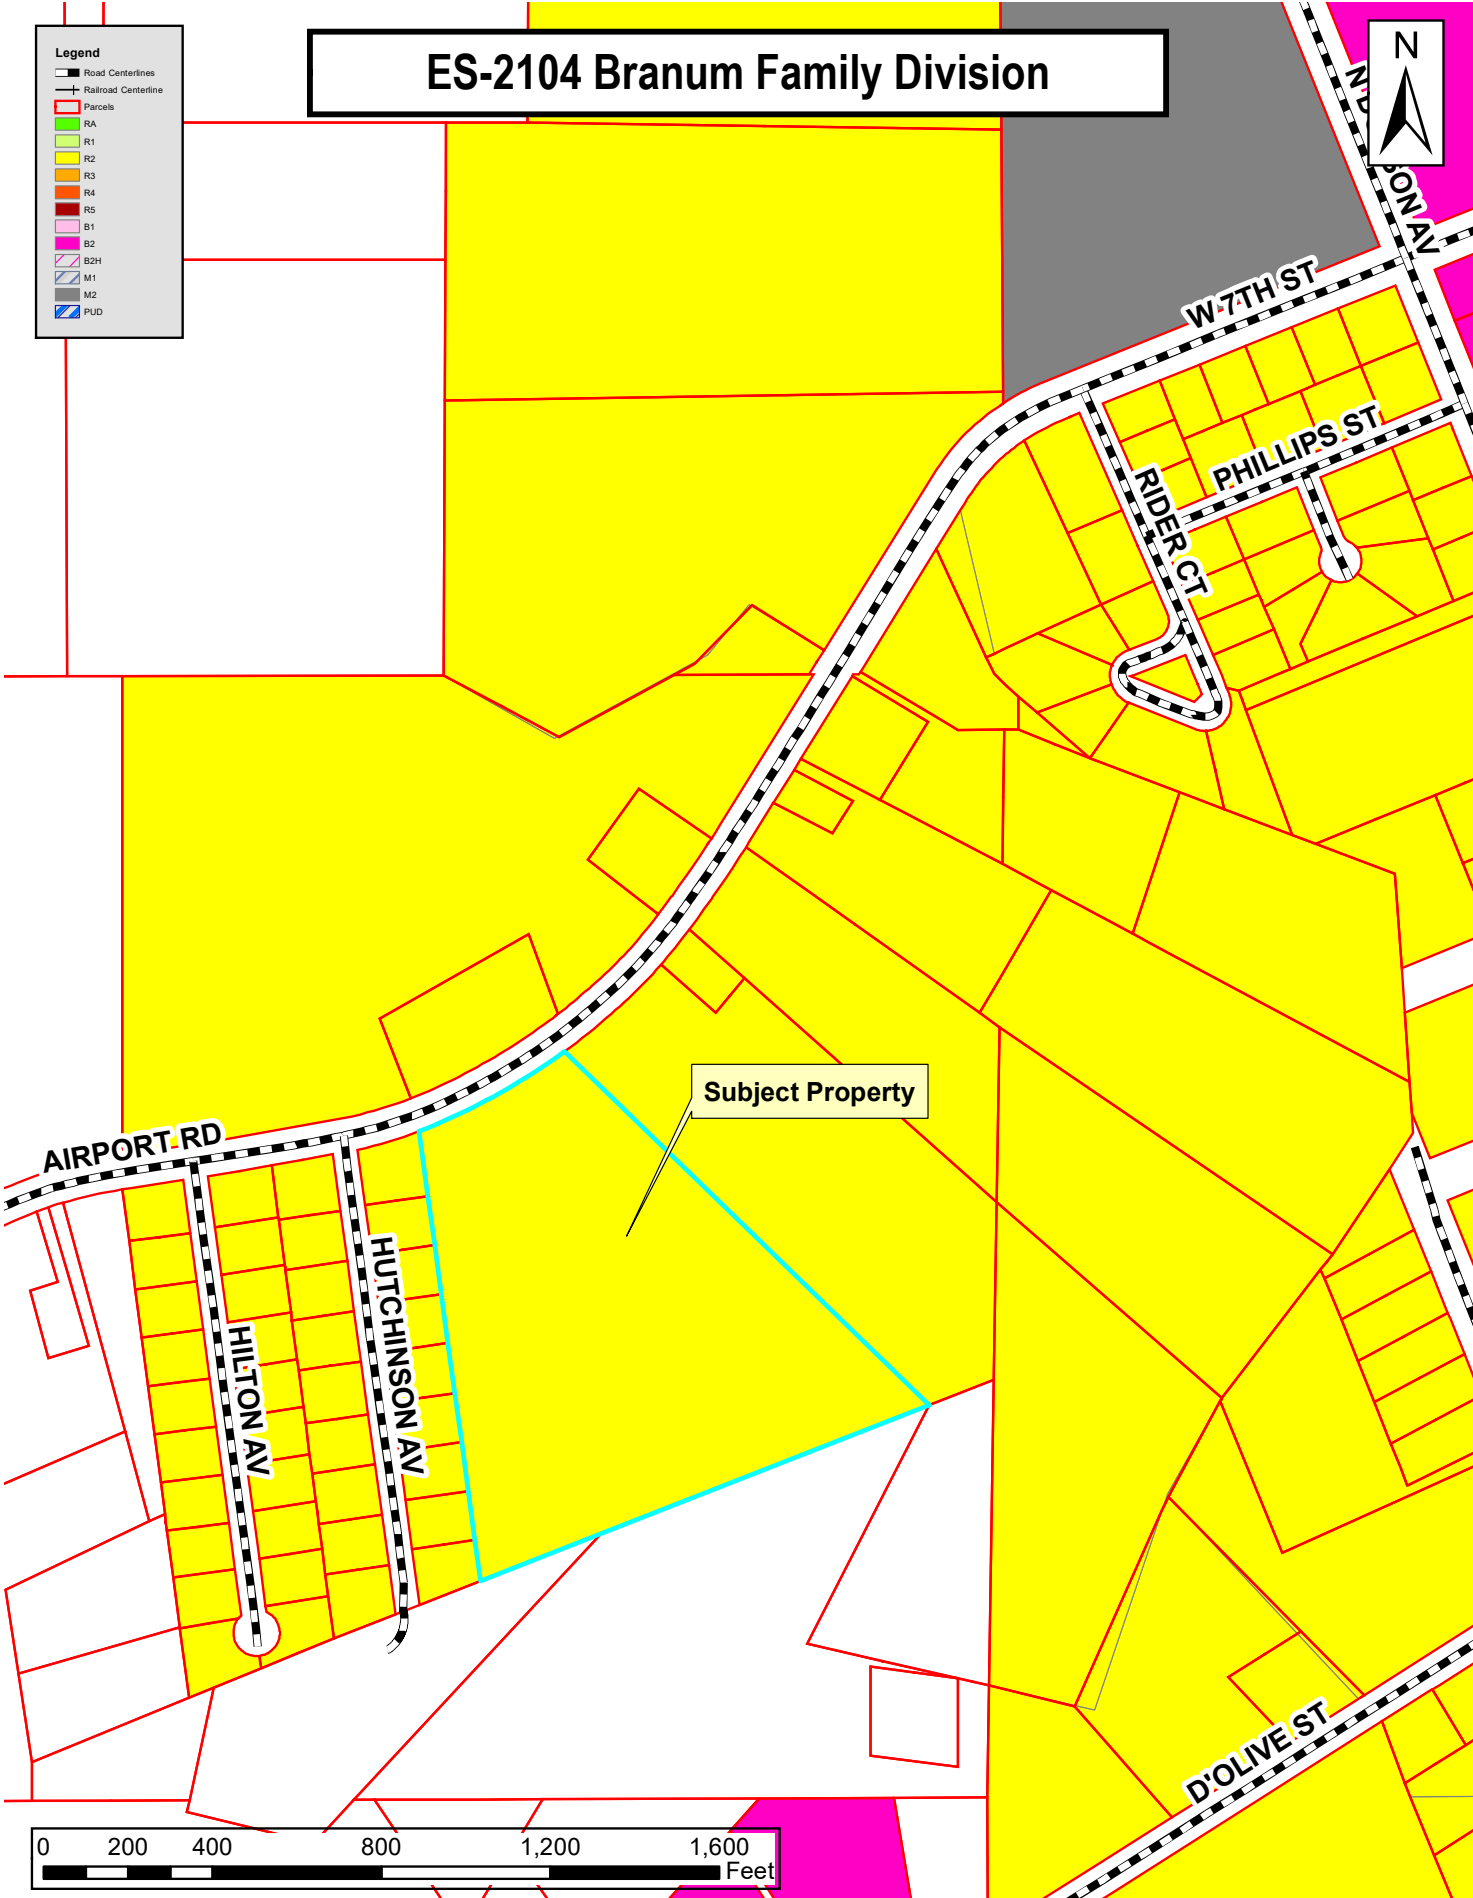 ES-2104 Branum Family Division
Legend
Road Centerlines
Railroad Centerline
Parcels
RA
R1
R2
R3
R4
R5
B1
B2
B2H
M1
M2
PUD
N
SON AV
W 7TH ST
PHILLIPS ST
RIDER CT
Subject Property
AIRPORT RD
HUTCHINSON AV
HILTON AV
D'OLIVE ST
0 200 400 800 1,200 1,600
Feet